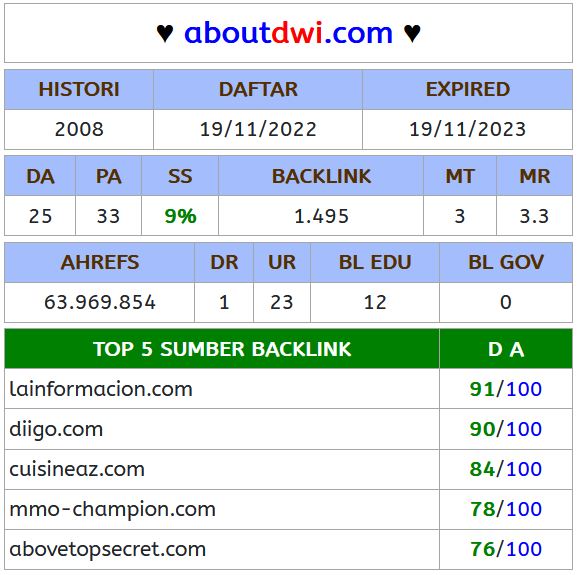 ♥ aboutdwi.com ♥
HISTORI DAFTAR EXPIRED
2008 19/11/2022 19/11/2023
DA PA SS BACKLINK MT MR
25 33 9% 1.495 3 3.3
AHREFS DR UR BL EDU BL GOV
63.969.854 1 23 12 0
TOP 5 SUMBER BACKLINK D A
lainformacion.com 91/100
diigo.com 90/100
cuisineaz.com 84/100
mmo-champion.com 78/100
abovetopsecret.com 76/100